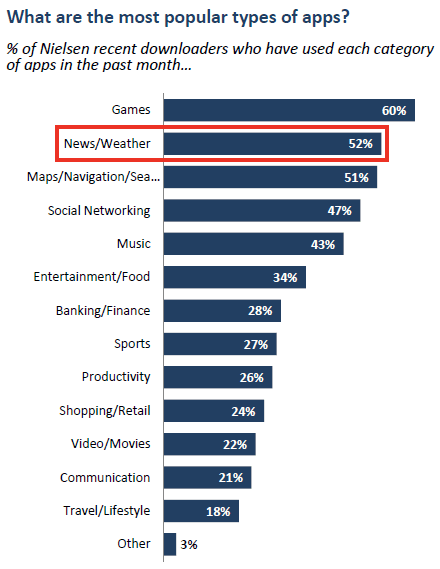 What are the most popular types of apps?
% of Nielsen recent downloaders who have used each category
of apps in the past month...
Games 60%
News/Weather 52%
Maps/Navigation/Sea... 51%
Social Networking 47%
Music 43%
Entertainment/Food 34%
Banking/Finance 28%
Sports 27%
Productivity 26%
Shopping/Retail 24%
Video/Movies 22%
Communication 21%
Travel/Lifestyle 18%
Other 3%